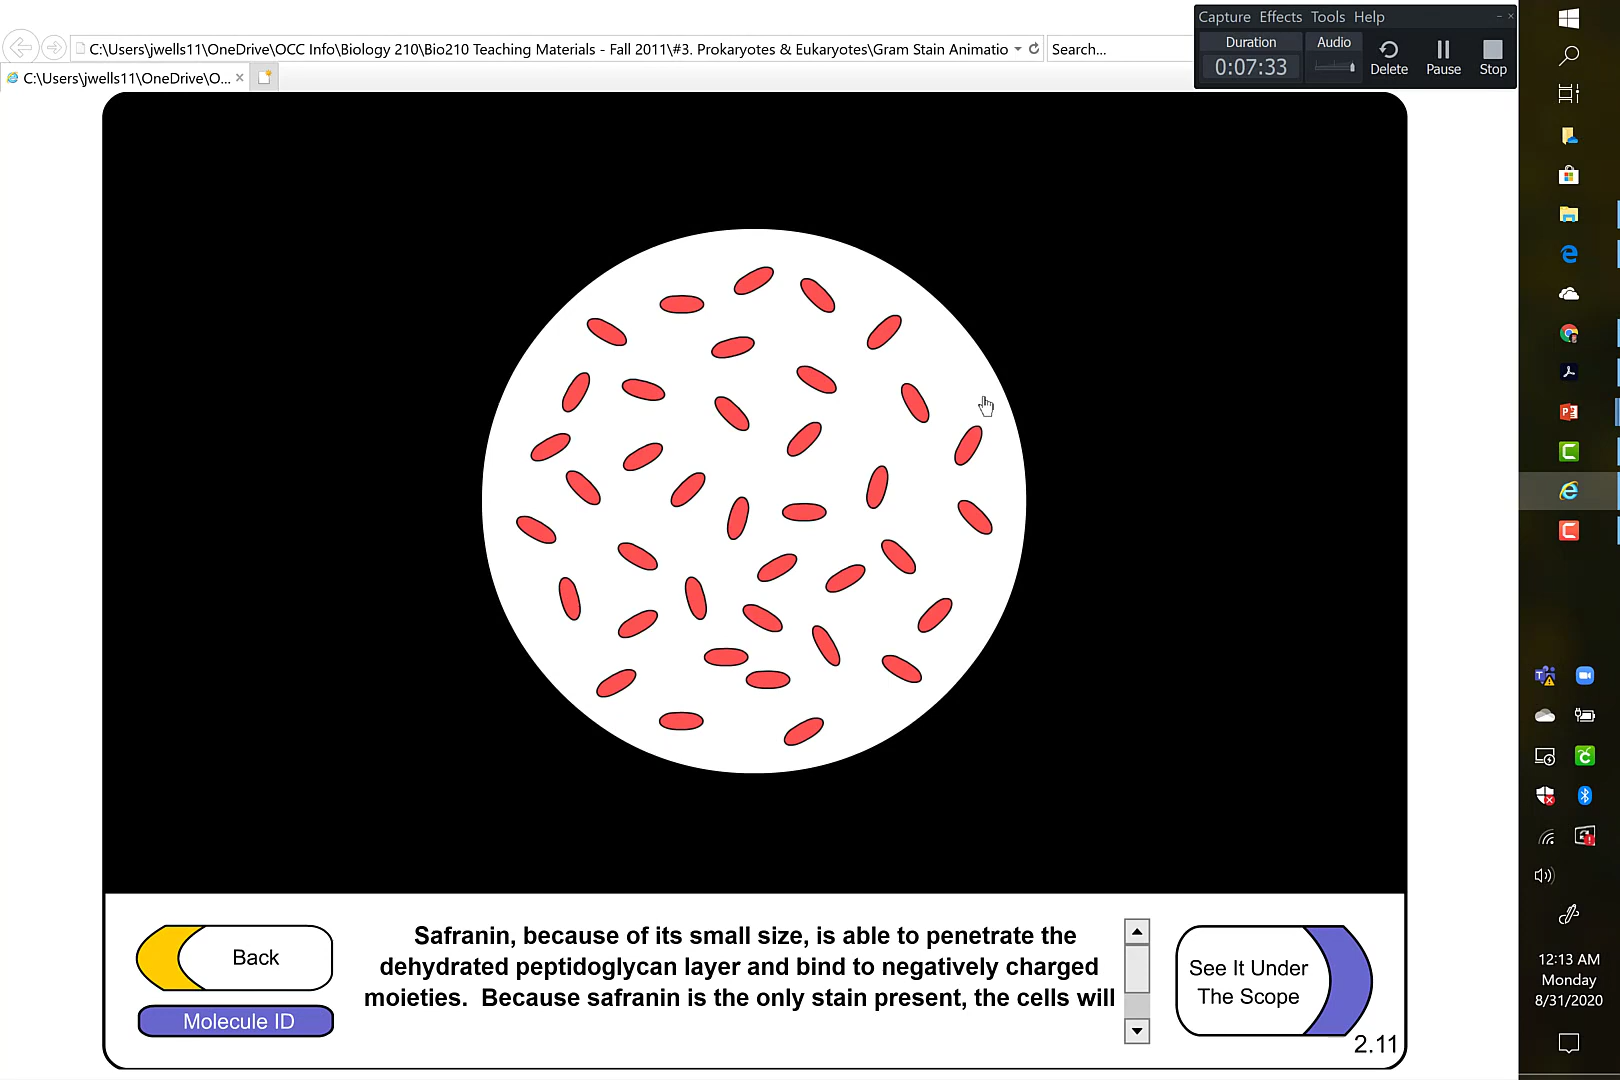 Capture Effects Tools Help
Duration
Audio
0:07:33
Delete
Pause
Stop
C:\Users\jwells11\OneDrive\OCC Info\Biology 210\Bio210 Teaching Materials - Fall 2011\#3. Prokaryotes & Eukaryotes\Gram Stain Animatio
Search...
C:\Users\jwells11\OneDrive\O...
Safranin, because of its small size, is able to penetrate the
dehydrated peptidoglycan layer and bind to negatively charged
moieties. Because safranin is the only stain present, the cells will
Back
Molecule ID
See It Under
The Scope
2.11
12:13 AM
Monday
8/31/2020